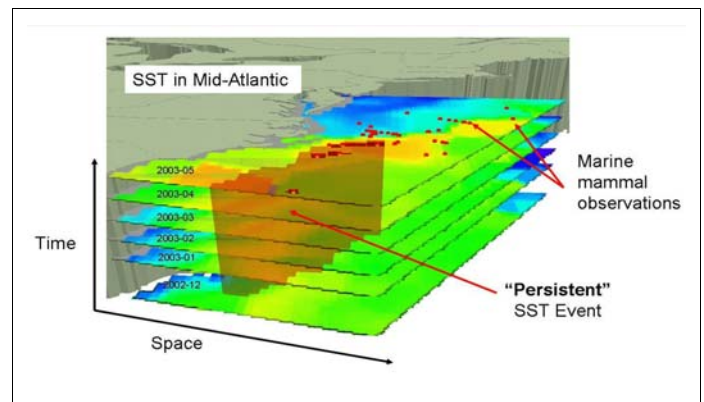 SST in Mid-Atlantic
2003-05
2003-04
2003-03
2003-02
2003-01
2002-12
Time
Space
Marine
mammal
observations
“Persistent”
SST Event